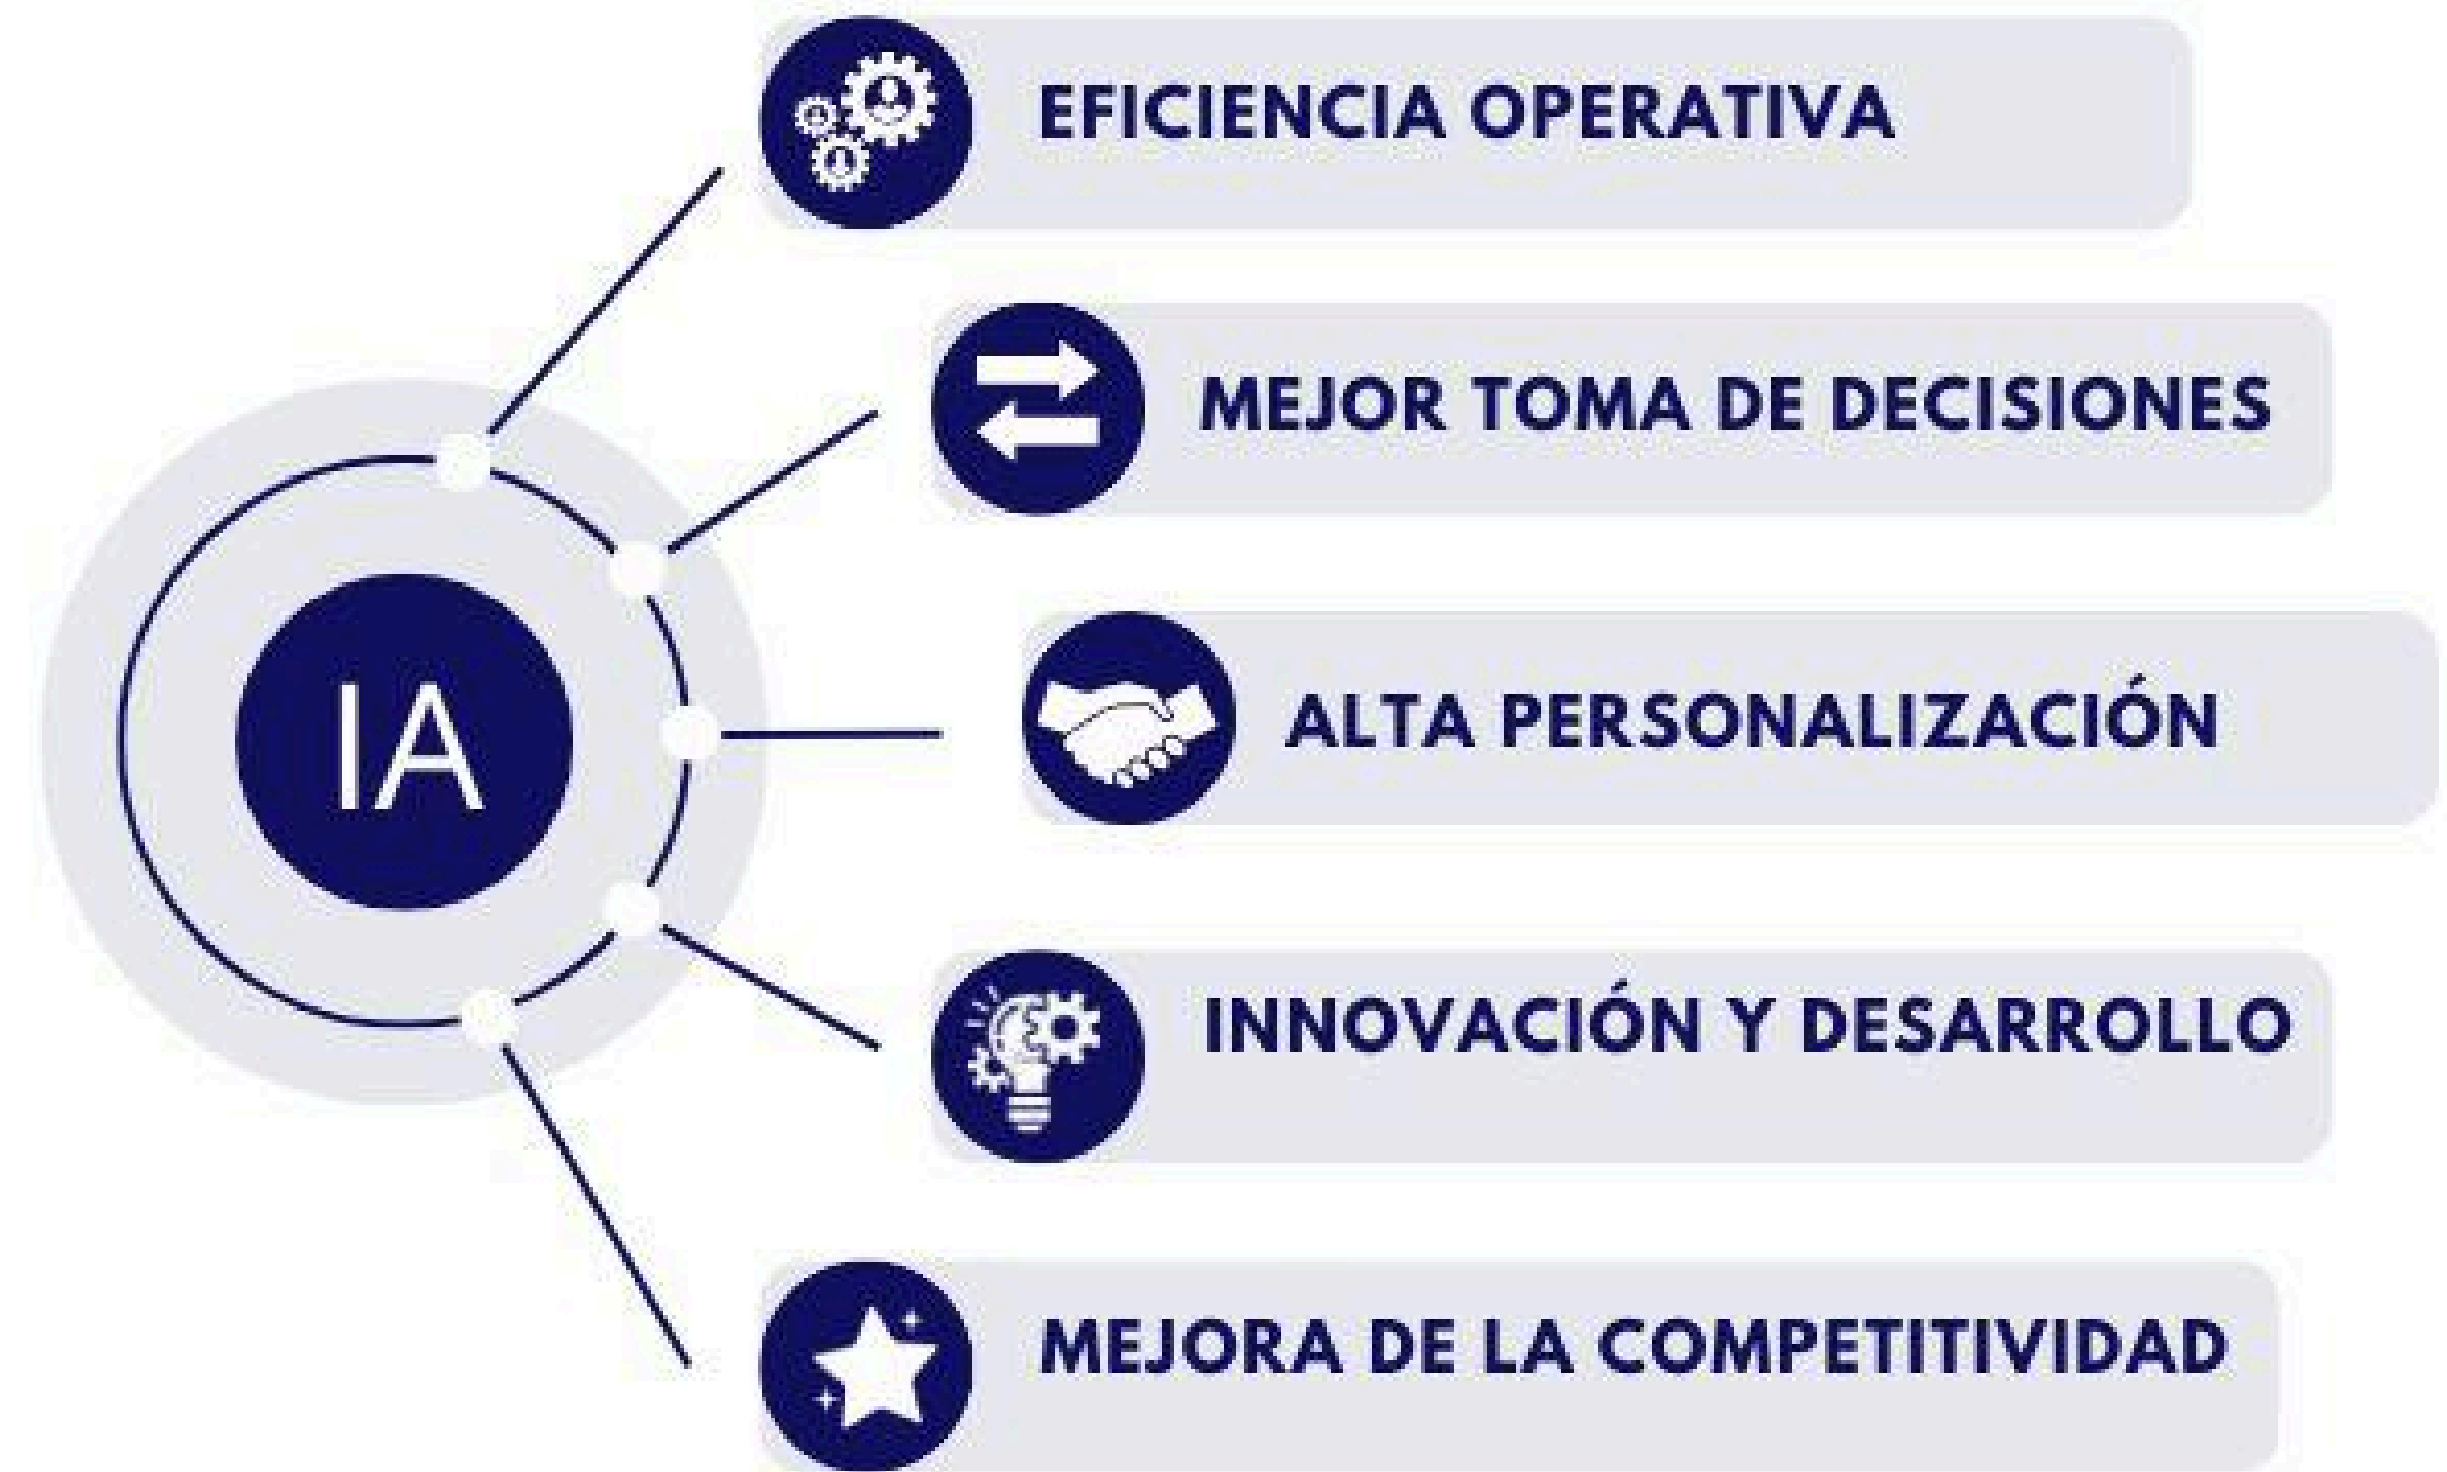 EFICIENCIA OPERATIVA
MEJOR TOMA DE DECISIONES
IA
ALTA PERSONALIZACIÓN
INNOVACIÓN Y DESARROLLO
MEJORA DE LA COMPETITIVIDAD